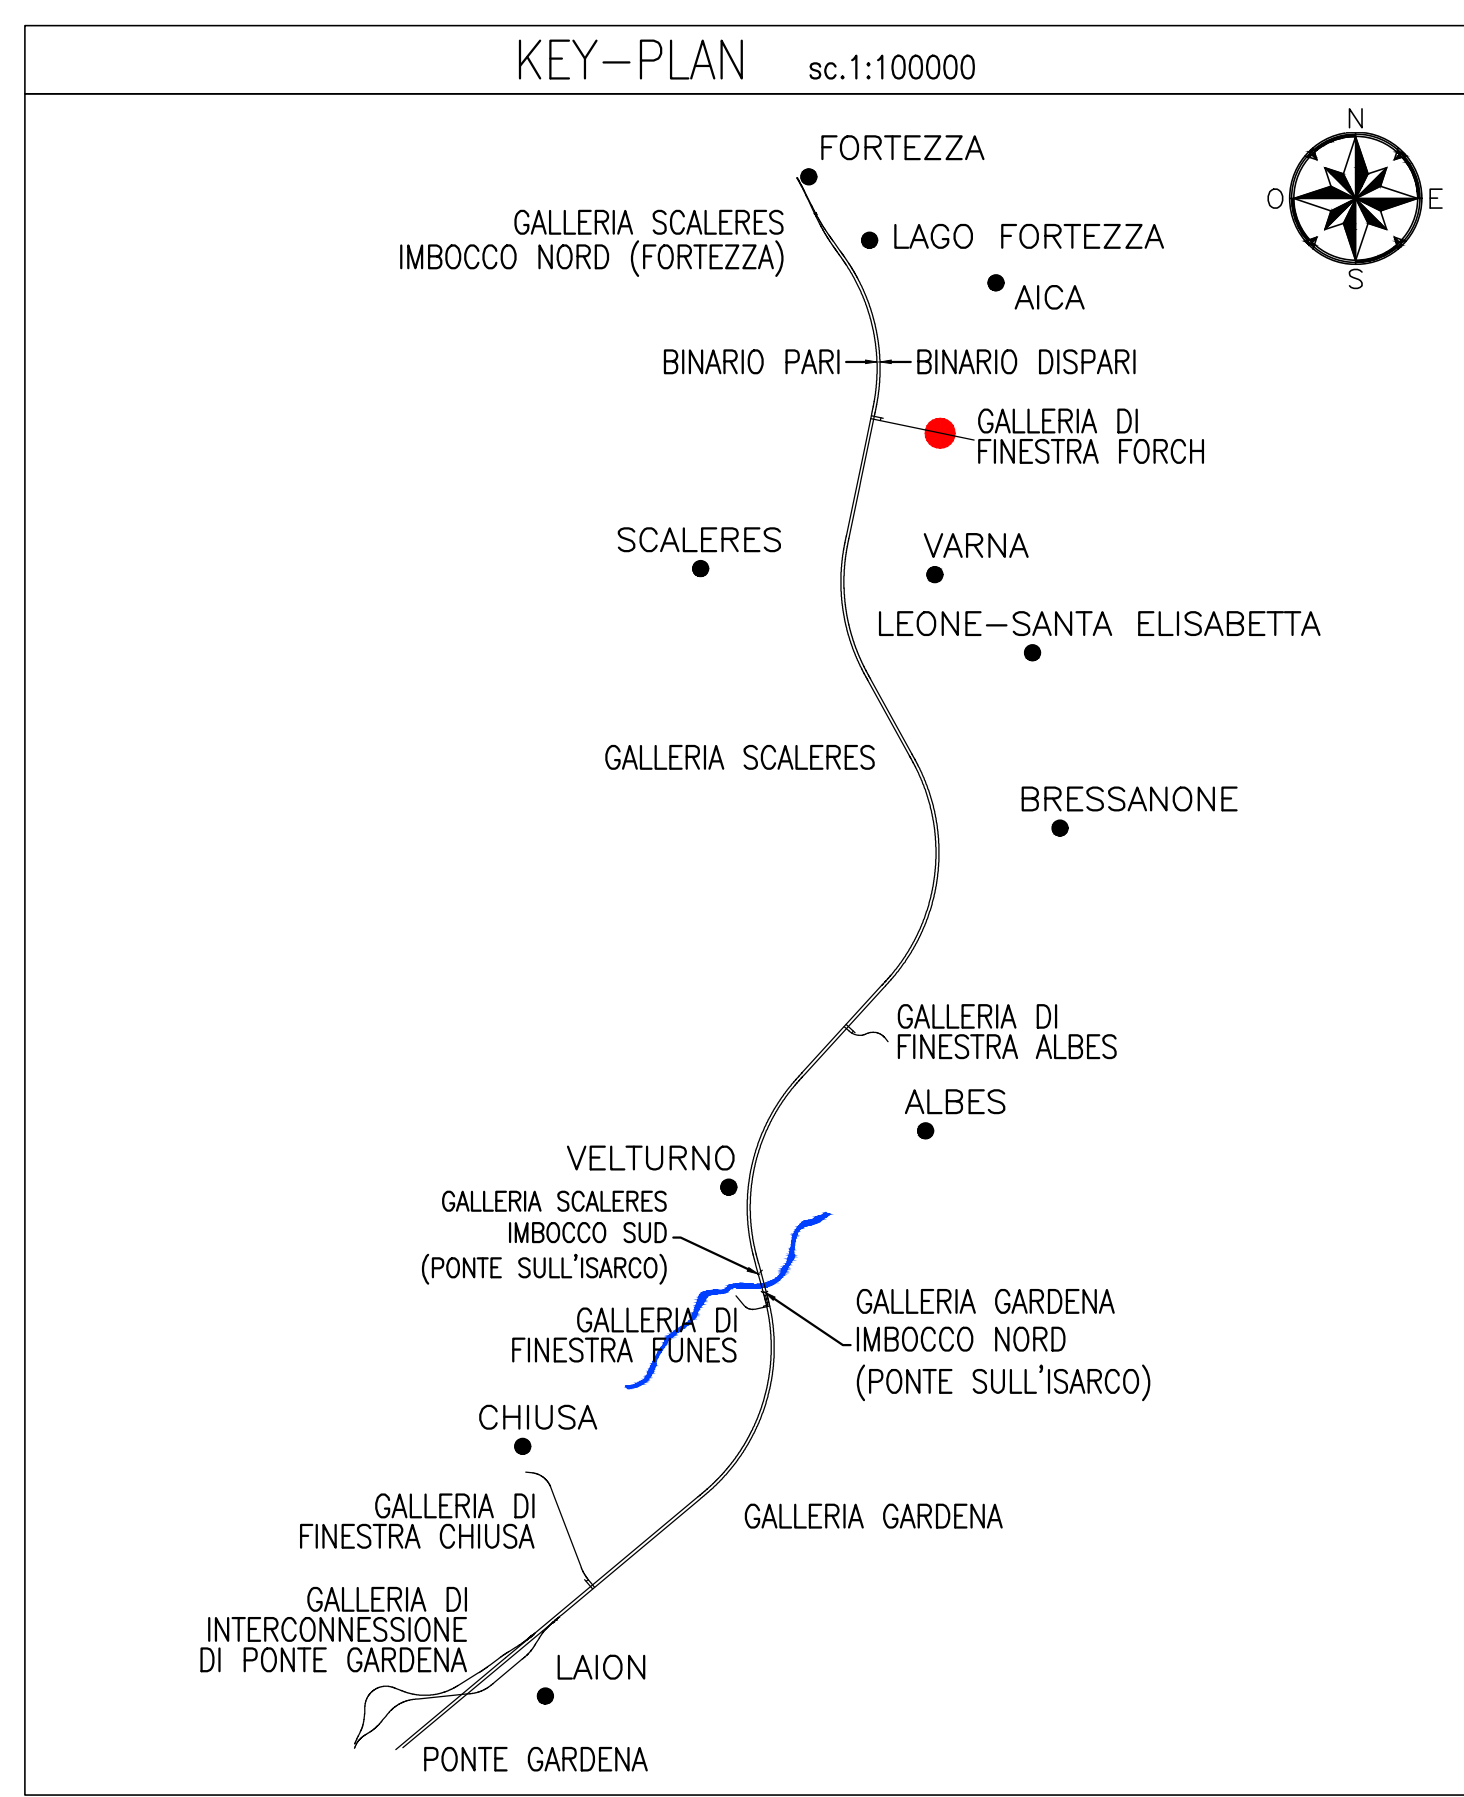 KEY-PLAN sc.1:100000
N
O
E
S
FORTEZZA
GALLERIA SCALERES
IMBOCCO NORD (FORTEZZA)
LAGO FORTEZZA
AICA
BINARIO PARI
BINARIO DISPARI
GALLERIA DI
FINESTRA FORCH
SCALERES
VARNA
LEONE-SANTA ELISABETTA
GALLERIA SCALERES
BRESSANONE
GALLERIA DI
FINESTRA ALBES
ALBES
VELTURNO
GALLERIA SCALERES
IMBOCCO SUD
(PONTE SULL'ISARCO)
GALLERIA DI
FINESTRA FUNES
GALLERIA GARDENA
IMBOCCO NORD
(PONTE SULL'ISARCO)
CHIUSA
GALLERIA DI
FINESTRA CHIUSA
GALLERIA GARDENA
GALLERIA DI
INTERCONNESSIONE
DI PONTE GARDENA
LAION
PONTE GARDENA